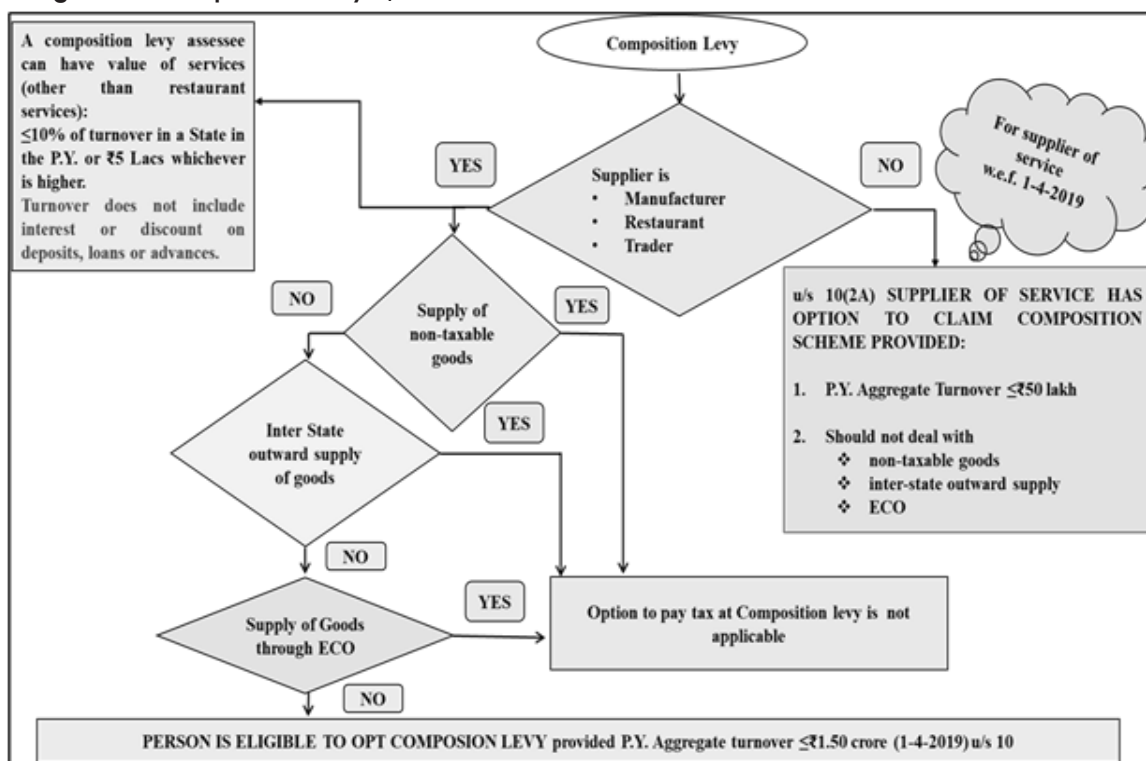 Composition Levy
A composition levy assessee
can have value of services
(other than restaurant
services):
≤10% of turnover in a State in
the P.Y. or ₹5 Lacs whichever
is higher.
Turnover does not include
interest or discount on
deposits, loans or advances.
YES
Supplier is
• Manufacturer
• Restaurant
• Trader
NO
For supplier of
service
w.e.f. 1-4-2019
u/s 10(2A) SUPPLIER OF SERVICE HAS
OPTION TO CLAIM COMPOSITION
SCHEME PROVIDED:
1. P.Y. Aggregate Turnover ≤₹50 lakh
2. Should not deal with
❖ non-taxable goods
❖ inter-state outward supply
❖ ECO
NO
Supply of
non-taxable
goods
YES
Inter State
outward supply
of goods
YES
NO
Supply of Goods
through ECO
YES
Option to pay tax at Composition levy is not
applicable
NO
PERSON IS ELIGIBLE TO OPT COMPOSION LEVY provided P.Y. Aggregate turnover ≤₹1.50 crore (1-4-2019) u/s 10